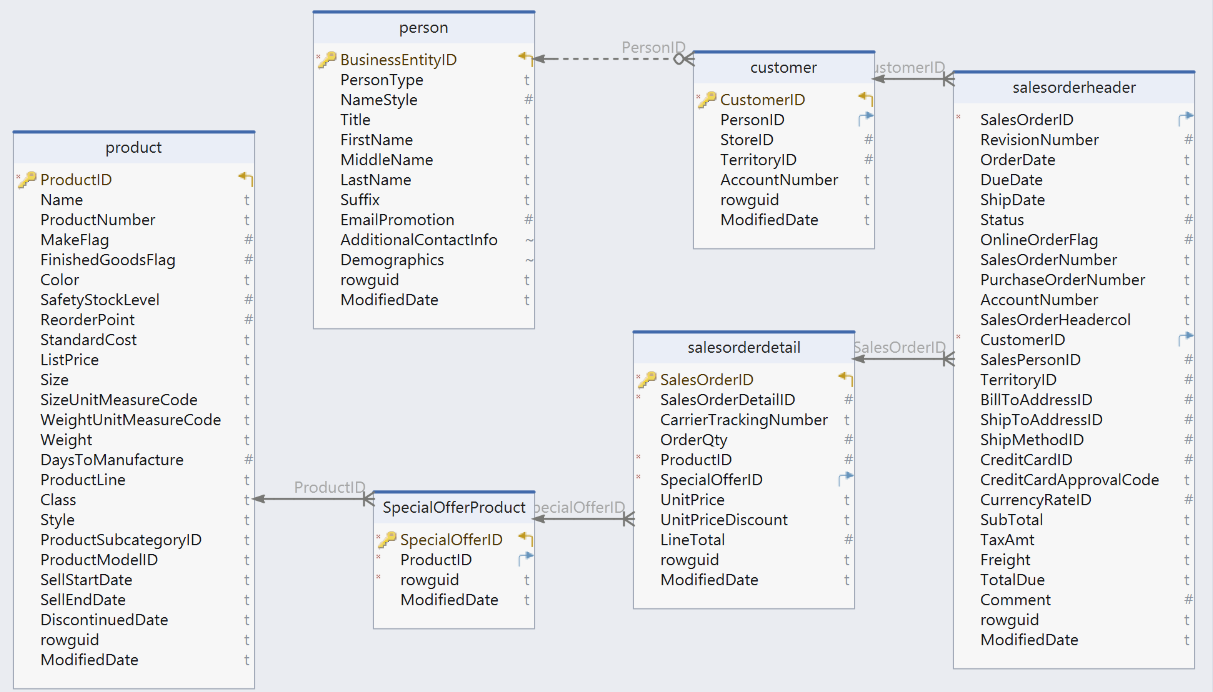 person
BusinessEntityID
PersonType t
NameStyle #
Title t
FirstName t
MiddleName t
LastName t
Suffix t
EmailPromotion #
AdditionalContactInfo ~
Demographics ~
rowguid t
ModifiedDate t
PersonID
customer
CustomerID
PersonID
StoreID #
TerritoryID #
AccountNumber t
rowguid t
ModifiedDate t
ustomerID
salesorderheader
* SalesOrderID
RevisionNumber #
OrderDate t
DueDate t
ShipDate t
Status #
OnlineOrderFlag #
SalesOrderNumber t
PurchaseOrderNumber t
AccountNumber t
SalesOrderHeadercol t
* CustomerID
SalesPersonID #
TerritoryID #
BillToAddressID #
ShipToAddressID #
ShipMethodID #
CreditCardID #
CreditCardApprovalCode t
CurrencyRateID #
SubTotal t
TaxAmt t
Freight t
TotalDue t
Comment #
rowguid t
ModifiedDate t
product
ProductID
Name t
ProductNumber t
MakeFlag #
FinishedGoodsFlag #
Color t
SafetyStockLevel #
ReorderPoint #
StandardCost t
ListPrice t
Size t
SizeUnitMeasureCode t
WeightUnitMeasureCode t
Weight t
DaysToManufacture #
ProductLine t
Class t
Style t
ProductSubcategoryID t
ProductModelID t
SellStartDate t
SellEndDate t
DiscontinuedDate t
rowguid t
ModifiedDate t
ProductID
SpecialOfferProduct
SpecialOfferID
* ProductID
* rowguid t
ModifiedDate t
pecialOfferID
salesorderdetail
SalesOrderID
* SalesOrderDetailID #
CarrierTrackingNumber t
OrderQty #
* ProductID #
* SpecialOfferID
UnitPrice t
UnitPriceDiscount t
LineTotal #
rowguid t
ModifiedDate t
SalesOrderID